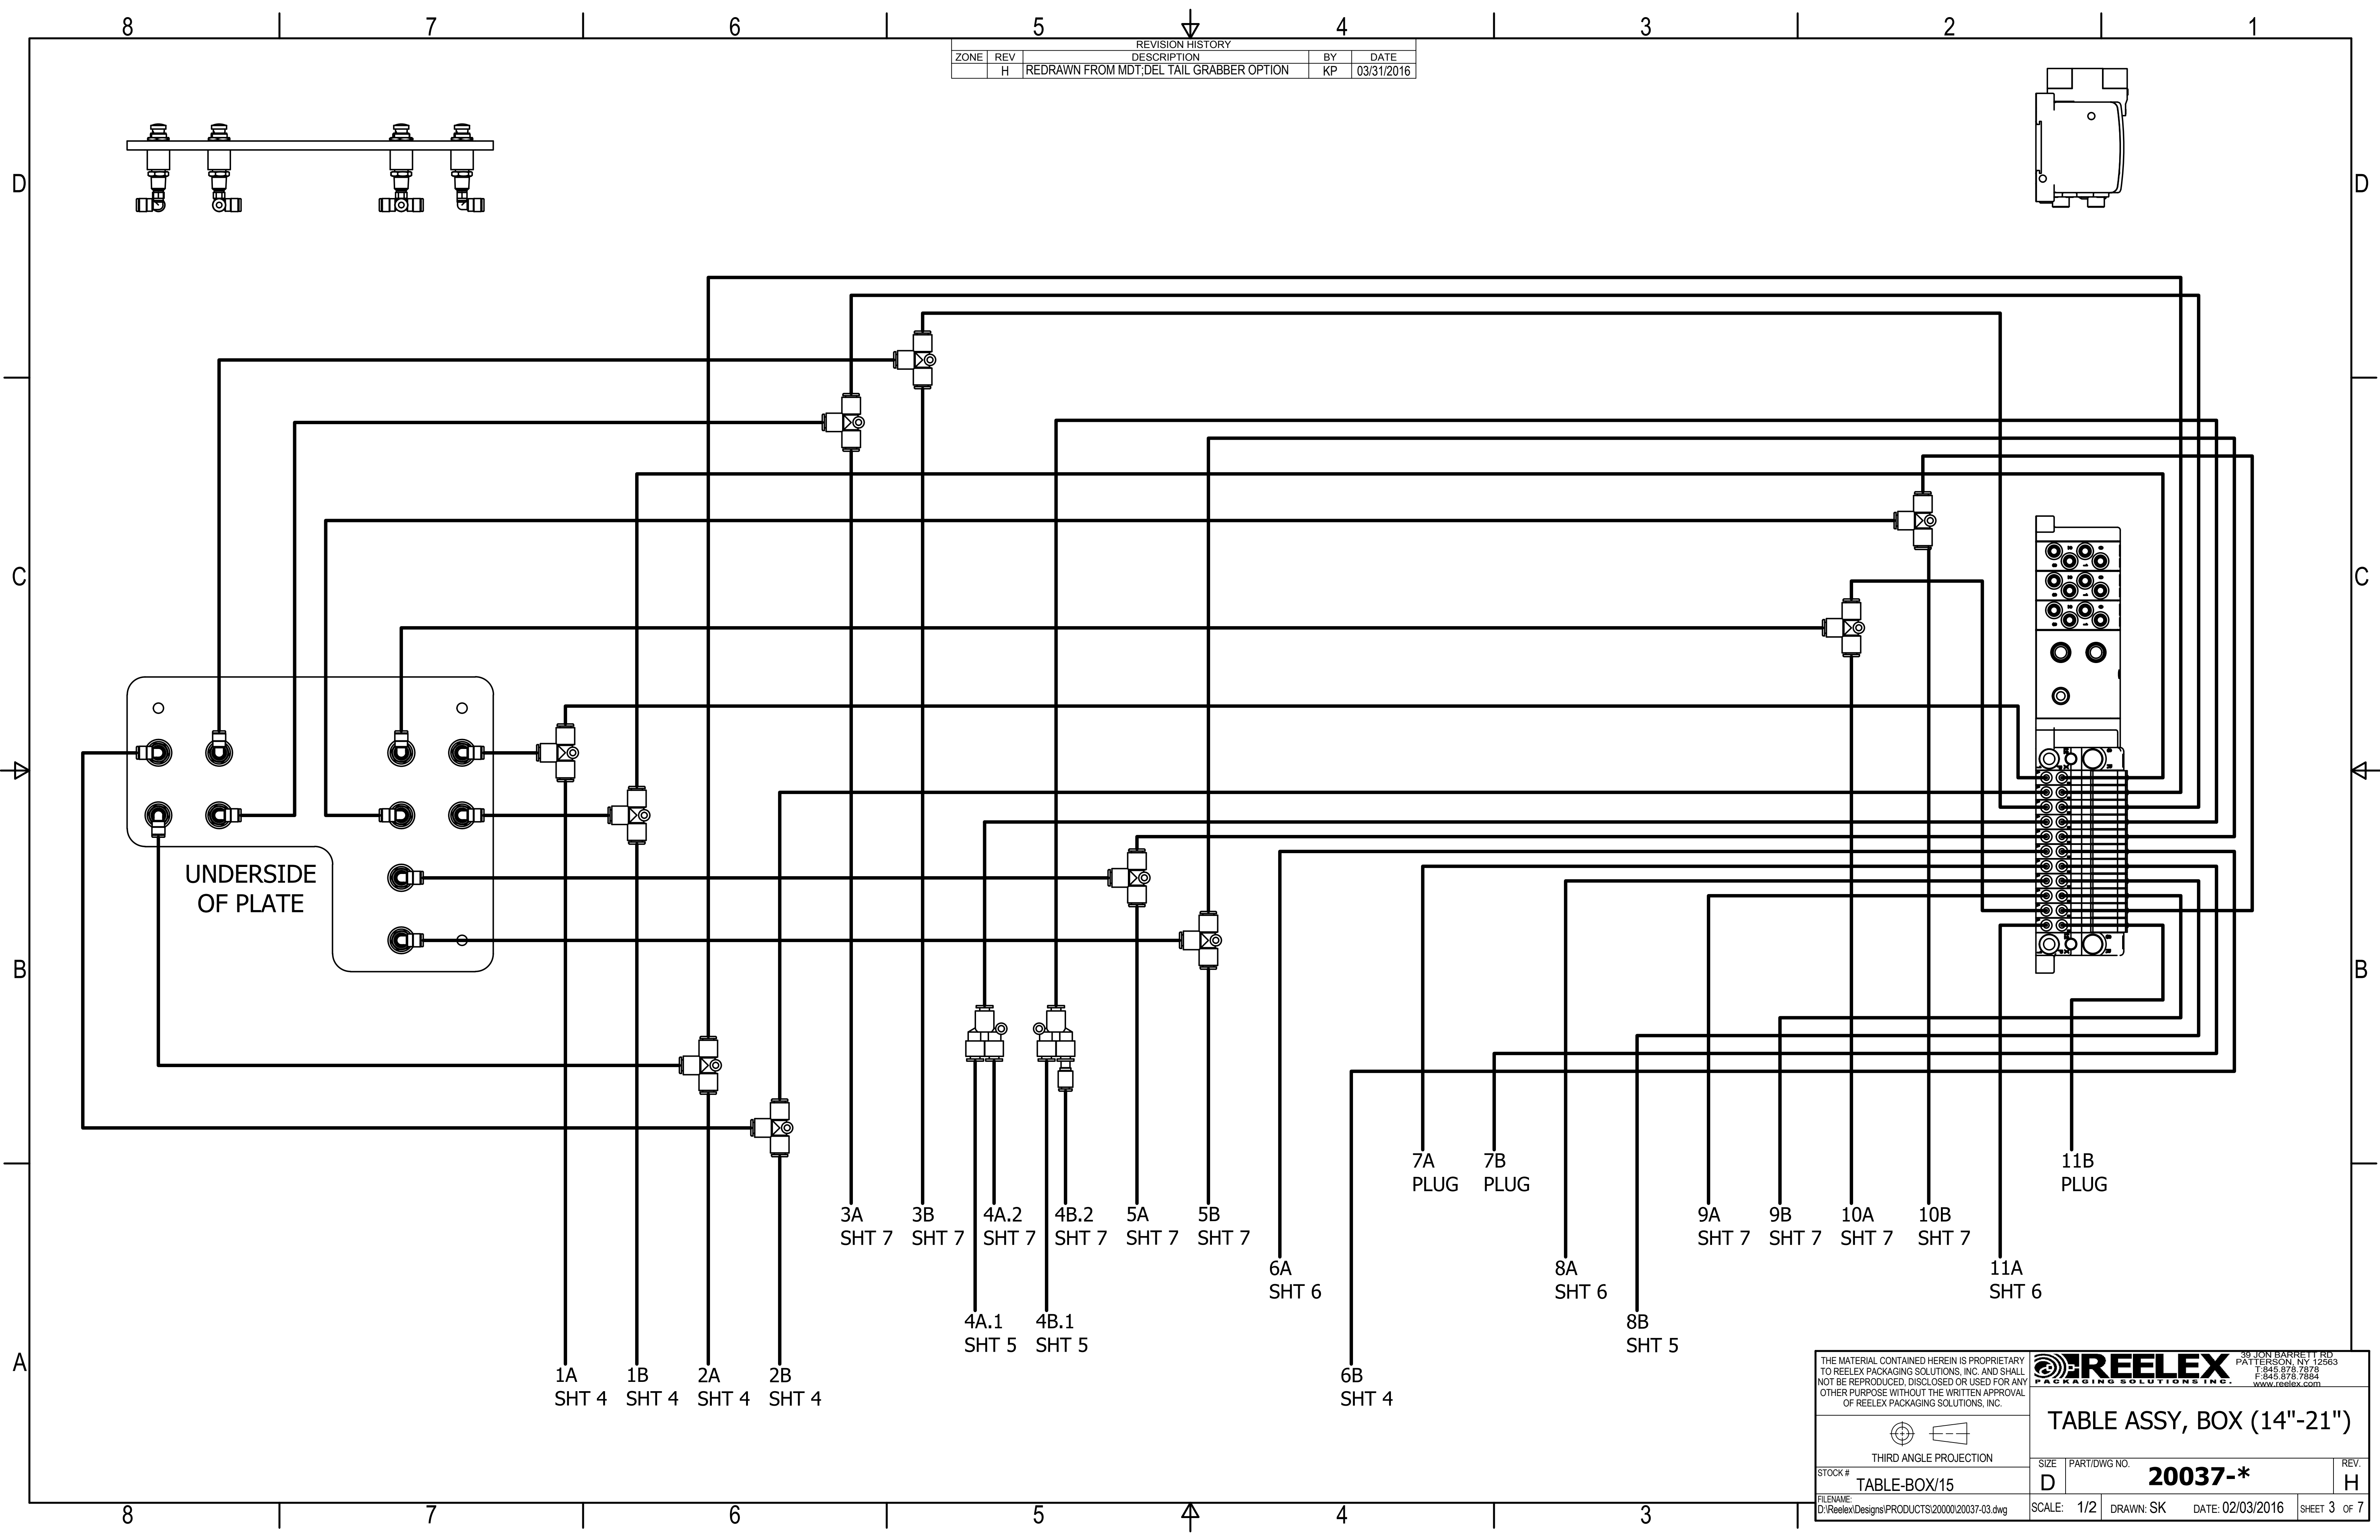 8 7 6 5 4 3 2 1
REVISION HISTORY
ZONE REV DESCRIPTION BY DATE
H REDRAWN FROM MDT;DEL TAIL GRABBER OPTION KP 03/31/2016
D D
C C
UNDERSIDE
OF PLATE
B B
7A 7B 11B
PLUG PLUG PLUG
3A 3B 4A.2 4B.2 5A 5B 9A 9B 10A 10B
SHT 7 SHT 7 SHT 7 SHT 7 SHT 7 SHT 7 SHT 7 SHT 7 SHT 7 SHT 7
6A 8A 11A
SHT 6 SHT 6 SHT 6
4A.1 4B.1 8B
SHT 5 SHT 5 SHT 5
A
1A 1B 2A 2B 6B
SHT 4 SHT 4 SHT 4 SHT 4 SHT 4
THE MATERIAL CONTAINED HEREIN IS PROPRIETARY
TO REELEX PACKAGING SOLUTIONS, INC. AND SHALL
NOT BE REPRODUCED, DISCLOSED OR USED FOR ANY
OTHER PURPOSE WITHOUT THE WRITTEN APPROVAL
OF REELEX PACKAGING SOLUTIONS, INC.
REELEX
PACKAGING SOLUTIONS INC.
39 JON BARRETT RD
PATTERSON, NY 12563
T:845.878.7878
F:845.878.7884
www.reelex.com
TABLE ASSY, BOX (14"-21")
THIRD ANGLE PROJECTION
STOCK #
TABLE-BOX/15
SIZE PART/DWG NO. REV.
D 20037-* H
FILENAME:
D:\Reelex\Designs\PRODUCTS\20000\20037-03.dwg
SCALE: 1/2 DRAWN: SK DATE: 02/03/2016 SHEET 3 OF 7
8 7 6 5 4 3